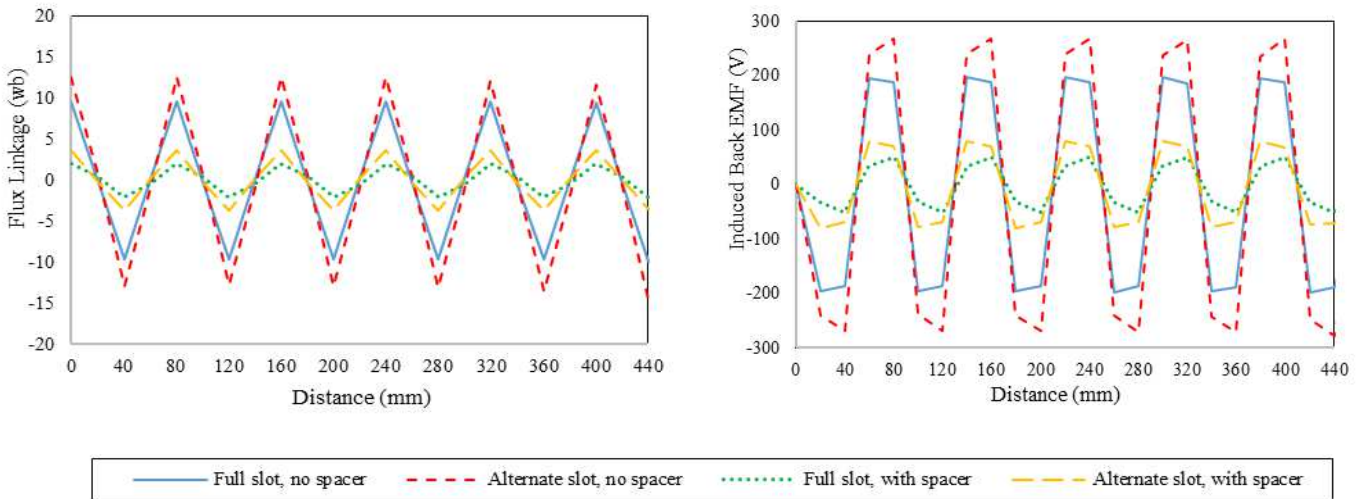 Flux Linkage (wb)
20
15
10
5
0
-5
-10
-15
-20
0 40 80 120 160 200 240 280 320 360 400 440
Distance (mm)
Induced Back EMF (V)
300
200
100
0
-100
-200
-300
0 40 80 120 160 200 240 280 320 360 400 440
Distance (mm)
Full slot, no spacer Alternate slot, no spacer Full slot, with spacer Alternate slot, with spacer